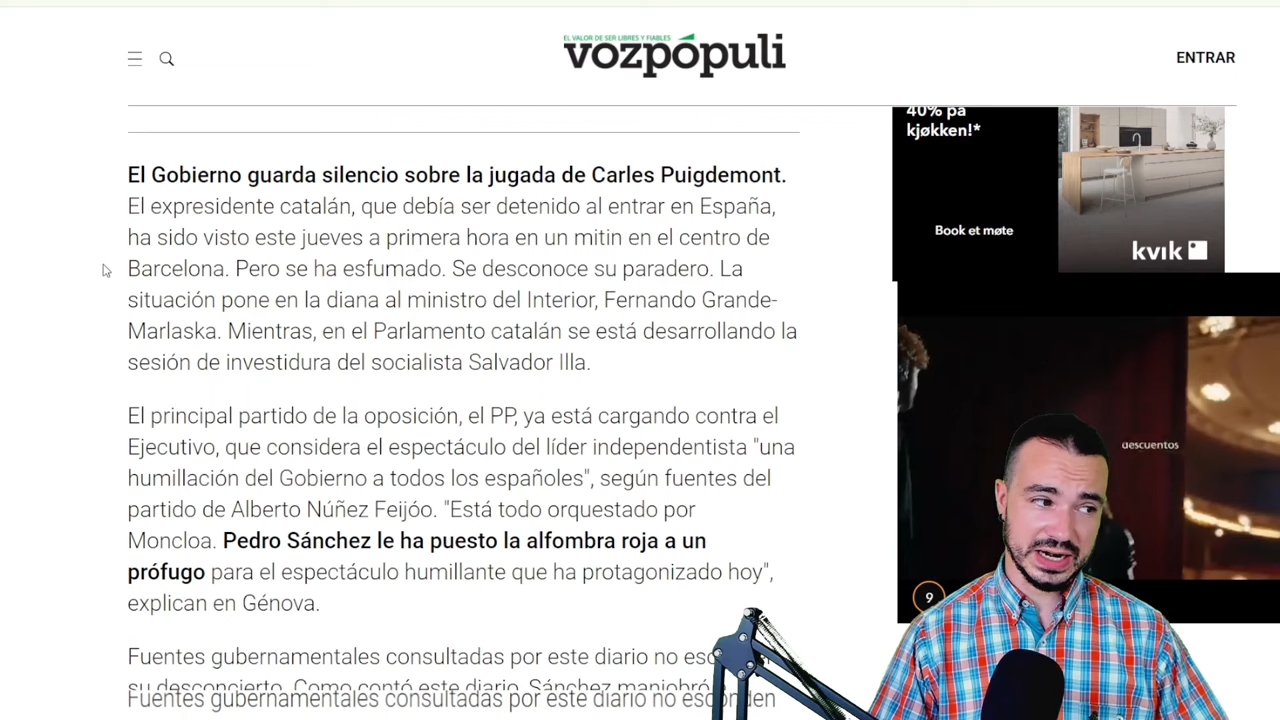 EL VALOR DE SER LIBRES Y FIABLES
vozpópuli
ENTRAR
El Gobierno guarda silencio sobre la jugada de Carles Puigdemont.
El expresidente catalán, que debía ser detenido al entrar en España,
ha sido visto este jueves a primera hora en un mitin en el centro de
Barcelona. Pero se ha esfumado. Se desconoce su paradero. La
situación pone en la diana al ministro del Interior, Fernando Grande-
Marlaska. Mientras, en el Parlamento catalán se está desarrollando la
sesión de investidura del socialista Salvador Illa.
El principal partido de la oposición, el PP, ya está cargando contra el
Ejecutivo, que considera el espectáculo del líder independentista "una
humillación del Gobierno a todos los españoles", según fuentes del
partido de Alberto Núñez Feijóo. "Está todo orquestado por
Moncloa. Pedro Sánchez le ha puesto la alfombra roja a un
prófugo para el espectáculo humillante que ha protagonizado hoy",
explican en Génova.
Fuentes gubernamentales consultadas por este diario no
su desconcierto. Como contó este diario, Sánchez maniobró
Fuentes gubernamentales consultadas por este diario no esconden
40% på
kjøkken!*
Book et møte
kvik
descuentos
9